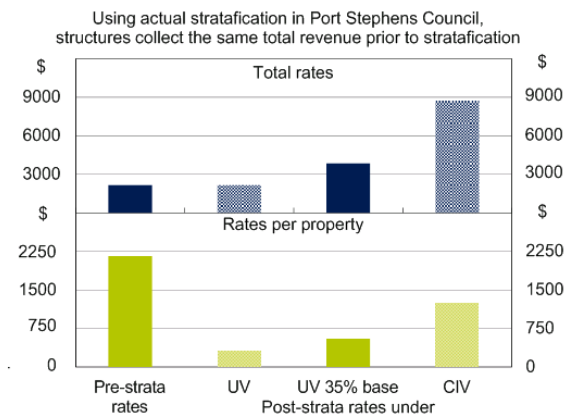 Using actual stratafication in Port Stephens Council,
structures collect the same total revenue prior to stratafication
$ $
Total rates
9000 9000
6000 6000
3000 3000
$ $
Rates per property
2250 2250
1500 1500
750 750
0 0
Pre-strata UV UV 35% base CIV
rates Post-strata rates under